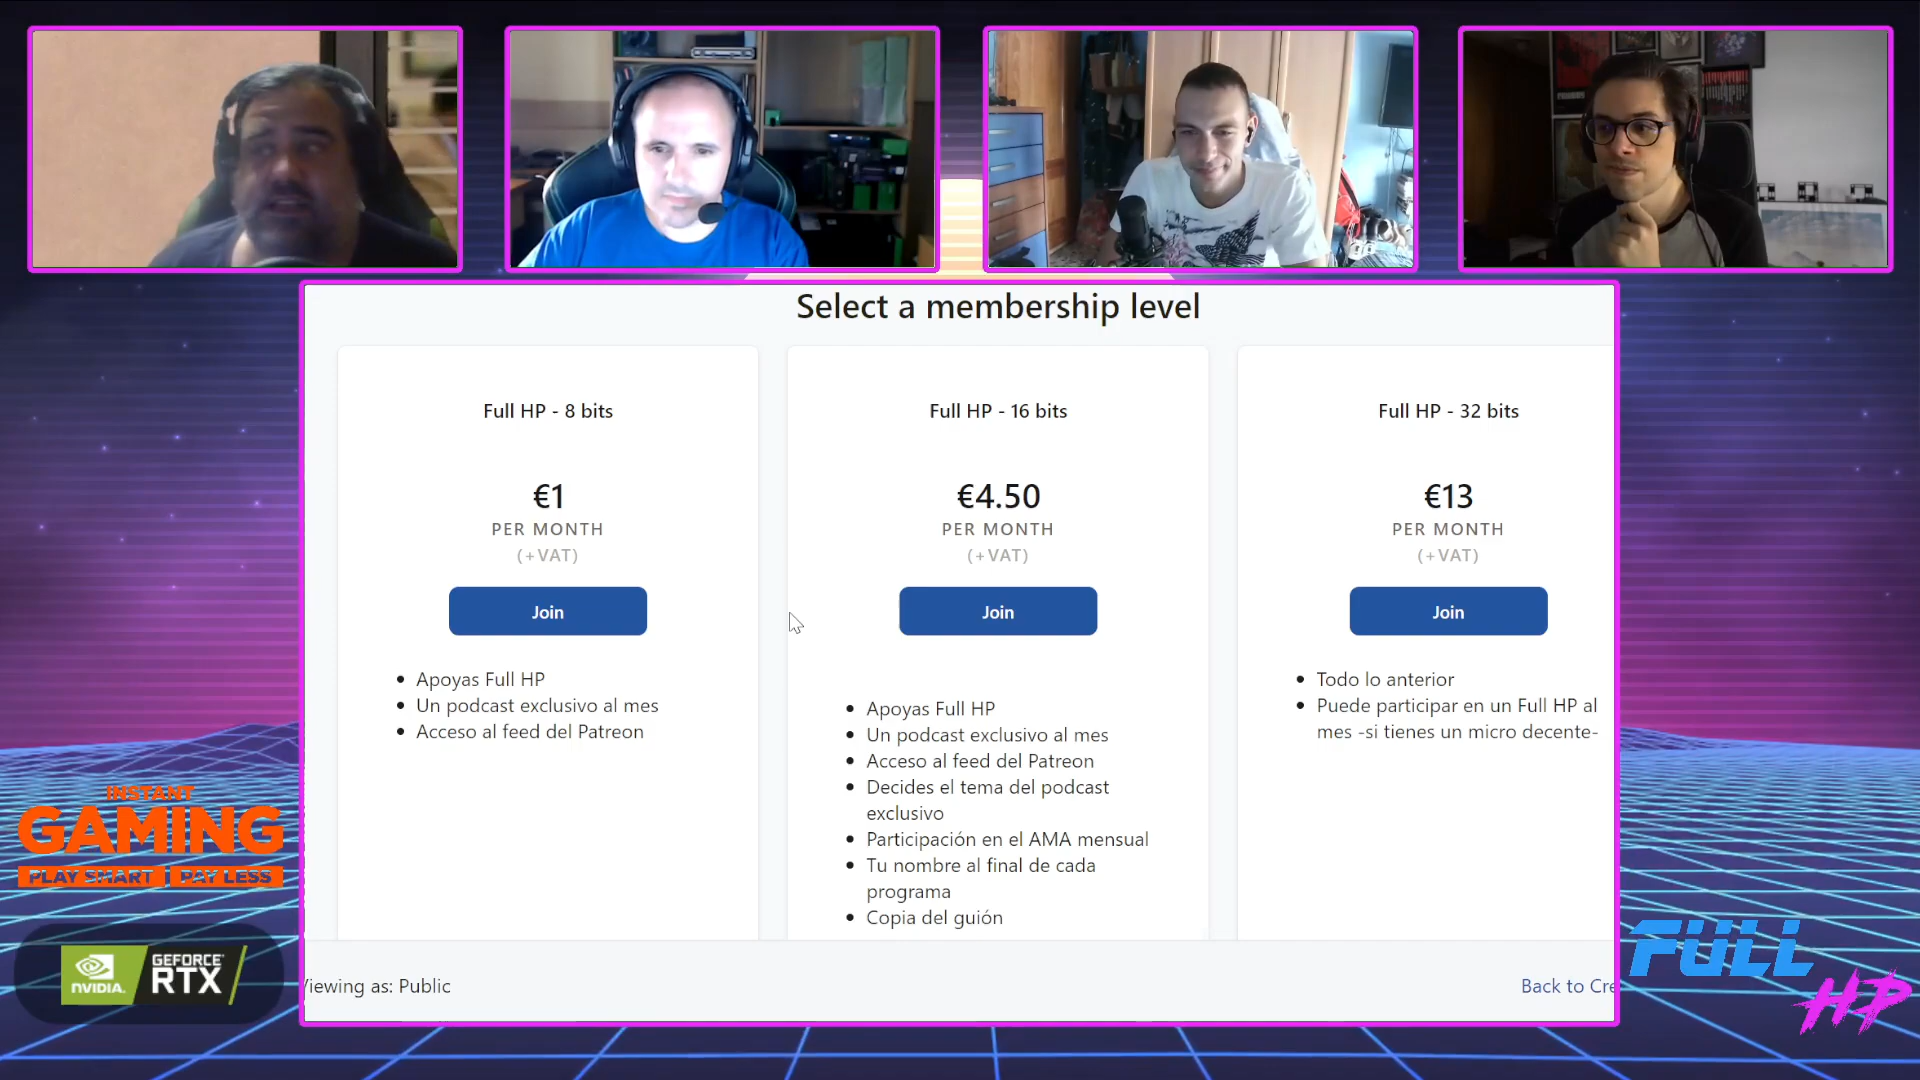 Select a membership level
Full HP - 8 bits
€1
PER MONTH
(+VAT)
Join
Apoyas Full HP
Un podcast exclusivo al mes
Acceso al feed del Patreon
Full HP - 16 bits
€4.50
PER MONTH
(+VAT)
Join
Apoyas Full HP
Un podcast exclusivo al mes
Acceso al feed del Patreon
Decides el tema del podcast
exclusivo
Participación en el AMA mensual
Tu nombre al final de cada
programa
Copia del guión
Full HP - 32 bits
€13
PER MONTH
(+VAT)
Join
Todo lo anterior
Puede participar en un Full HP al
mes -si tienes un micro decente-
INSTANT
GAMING
PLAY SMART PAY LESS
NVIDIA.
GEFORCE
RTX
as: Public
Back to
FULL
HP